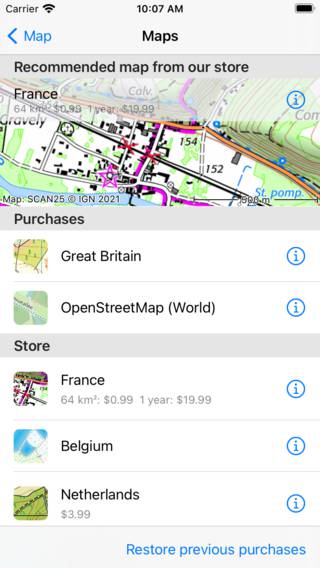 Carrier 10:07 AM
Map Maps
Recommended map from our store
France
64 km²: $0.99 1 year: $19.99
Calv.
Gravely
154
152
St. pomp.
500 m
Map: SCAN25 © IGN 2021
Purchases
Great Britain
OpenStreetMap (World)
Store
France
64 km²: $0.99 1 year: $19.99
Belgium
Netherlands
$3.99
Restore previous purchases